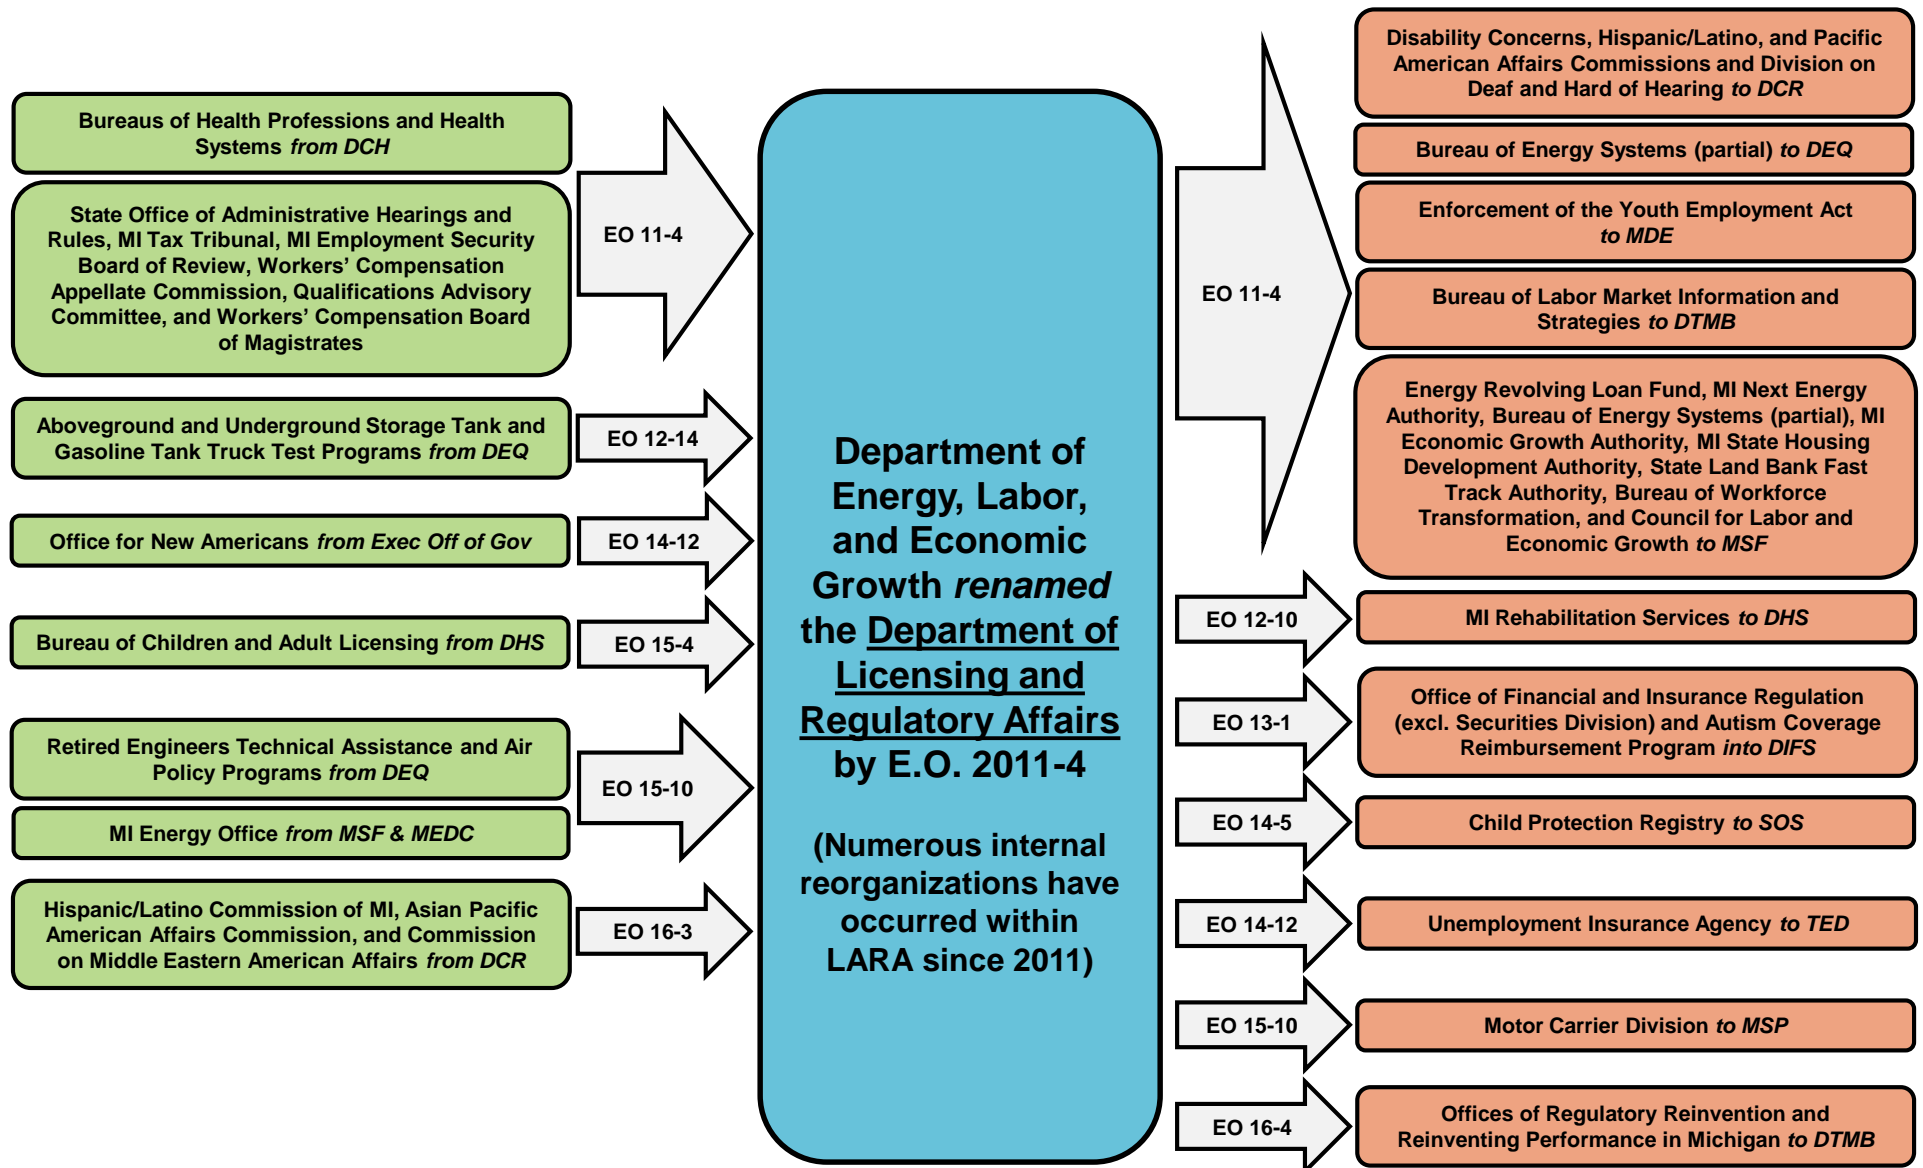 Bureaus of Health Professions and Health
Systems from DCH
State Office of Administrative Hearings and
Rules, MI Tax Tribunal, MI Employment Security
Board of Review, Workers' Compensation
Appellate Commission, Qualifications Advisory
Committee, and Workers' Compensation Board
of Magistrates
EO 11-4
Aboveground and Underground Storage Tank and
Gasoline Tank Truck Test Programs from DEQ
EO 12-14
Office for New Americans from Exec Off of Gov
EO 14-12
Bureau of Children and Adult Licensing from DHS
EO 15-4
Retired Engineers Technical Assistance and Air
Policy Programs from DEQ
MI Energy Office from MSF & MEDC
EO 15-10
Hispanic/Latino Commission of MI, Asian Pacific
American Affairs Commission, and Commission
on Middle Eastern American Affairs from DCR
EO 16-3
Department of
Energy, Labor,
and Economic
Growth renamed
the Department of
Licensing and
Regulatory Affairs
by E.O. 2011-4
(Numerous internal
reorganizations have
occurred within
LARA since 2011)
EO 11-4
Disability Concerns, Hispanic/Latino, and Pacific
American Affairs Commissions and Division on
Deaf and Hard of Hearing to DCR
Bureau of Energy Systems (partial) to DEQ
Enforcement of the Youth Employment Act
to MDE
Bureau of Labor Market Information and
Strategies to DTMB
Energy Revolving Loan Fund, MI Next Energy
Authority, Bureau of Energy Systems (partial), MI
Economic Growth Authority, MI State Housing
Development Authority, State Land Bank Fast
Track Authority, Bureau of Workforce
Transformation, and Council for Labor and
Economic Growth to MSF
EO 12-10
MI Rehabilitation Services to DHS
EO 13-1
Office of Financial and Insurance Regulation
(excl. Securities Division) and Autism Coverage
Reimbursement Program into DIFS
EO 14-5
Child Protection Registry to SOS
EO 14-12
Unemployment Insurance Agency to TED
EO 15-10
Motor Carrier Division to MSP
EO 16-4
Offices of Regulatory Reinvention and
Reinventing Performance in Michigan to DTMB